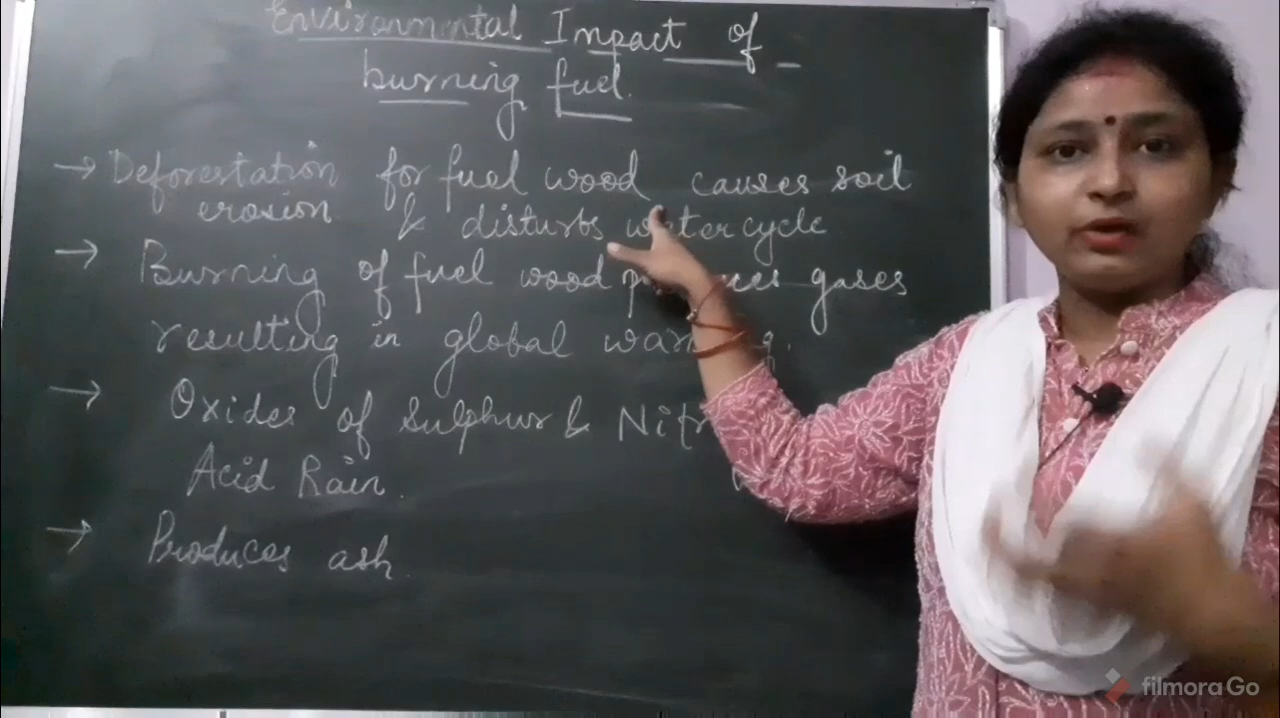 Environmental Impact of
burning fuel.
→ Deforestation for fuel wood causes soil
erosion & disturbs water cycle
→ Burning of fuel wood gases
resulting in global
→ Oxides of Sulphur &
Acid Rain.
→ Produces ash.
filmoraGo